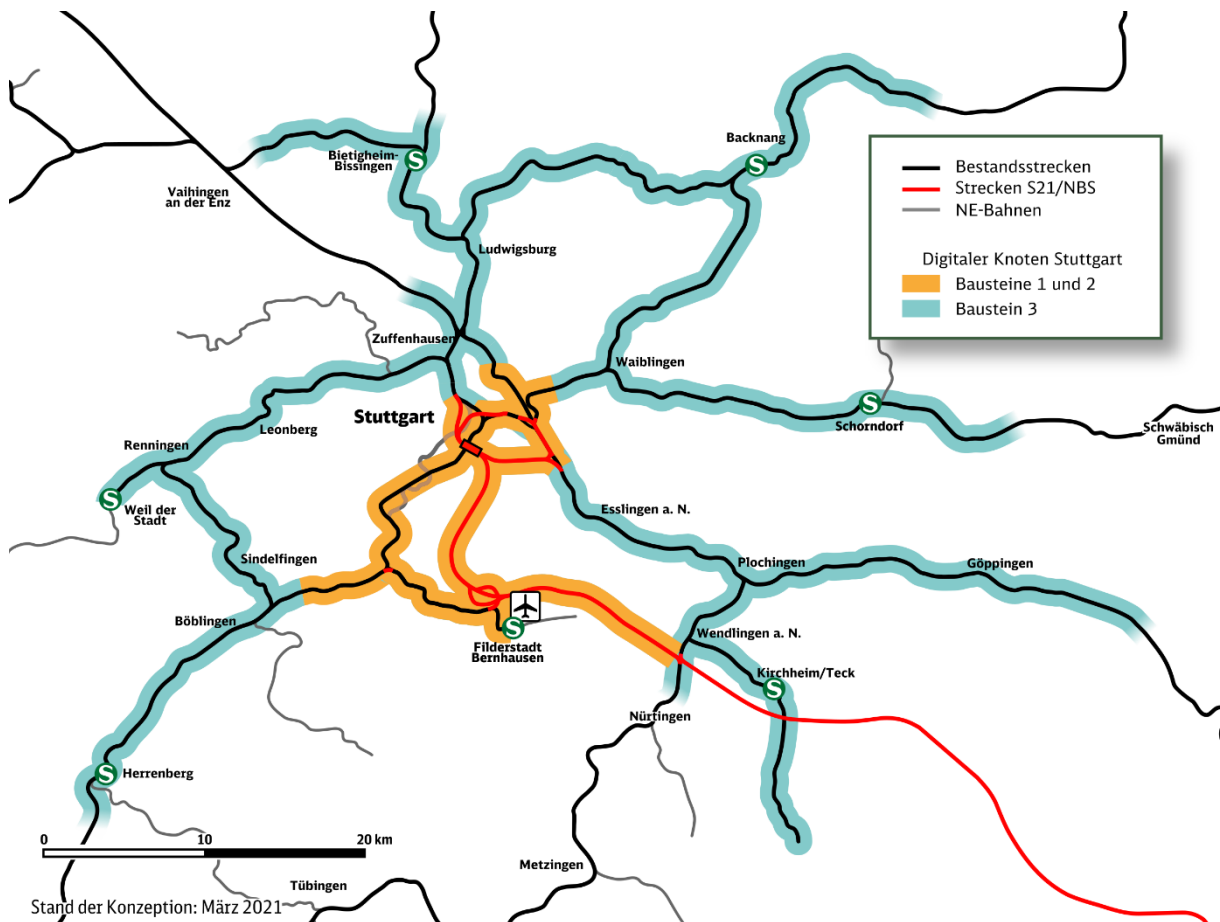 Backnang
S
Bietigheim-
Bissingen
S
Vaihingen
an der Enz
Ludwigsburg
Bestandsstrecken
Strecken S21/NBS
NE-Bahnen
Digitaler Knoten Stuttgart
Bausteine 1 und 2
Baustein 3
Zuffenhausen
Waiblingen
Stuttgart
S
Schorndorf
Schwäbisch
Gmünd
Leonberg
Renningen
S
Weil der
Stadt
Esslingen a. N.
Sindelfingen
Plochingen
Göppingen
Böblingen
S
Filderstadt
Bernhausen
Wendlingen a. N.
Kirchheim/Teck
S
Nürtingen
S
Herrenberg
0 10 20 km
Metzingen
Tübingen
Stand der Konzeption: März 2021